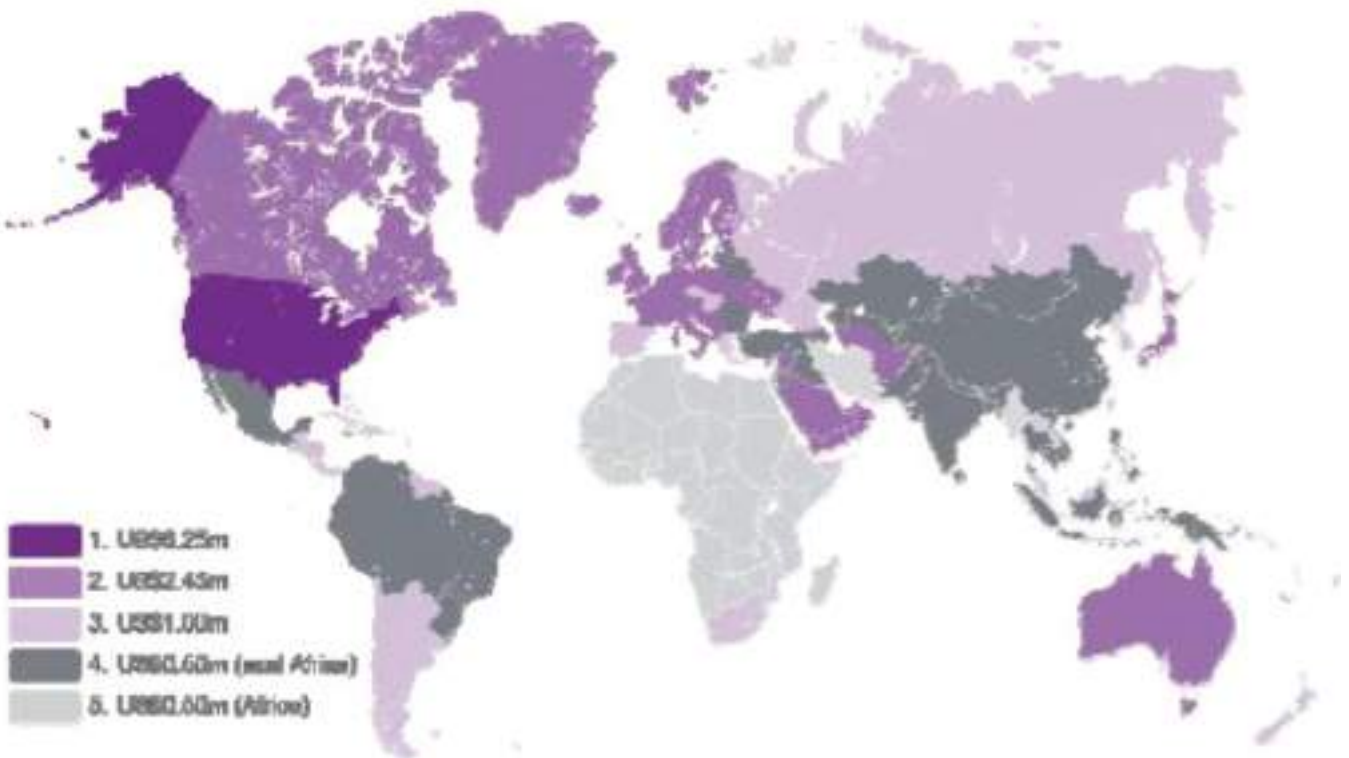 1. US$6.25m
2. US$2.45m
3. US$1.00m
4. US$0.50m (excl Africa)
5. US$0.50m (Africa)